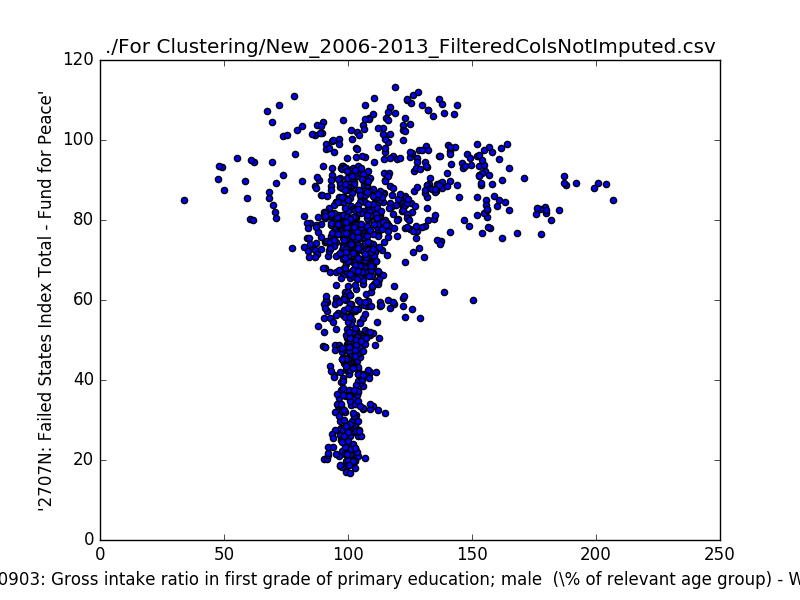 ./For Clustering/New_2006-2013_FilteredColsNotImputed.csv
120
100
80
60
40
20
0
'2707N: Failed States Index Total - Fund for Peace'
0 50 100 150 200 250
0903: Gross intake ratio in first grade of primary education; male (\% of relevant age group) - W